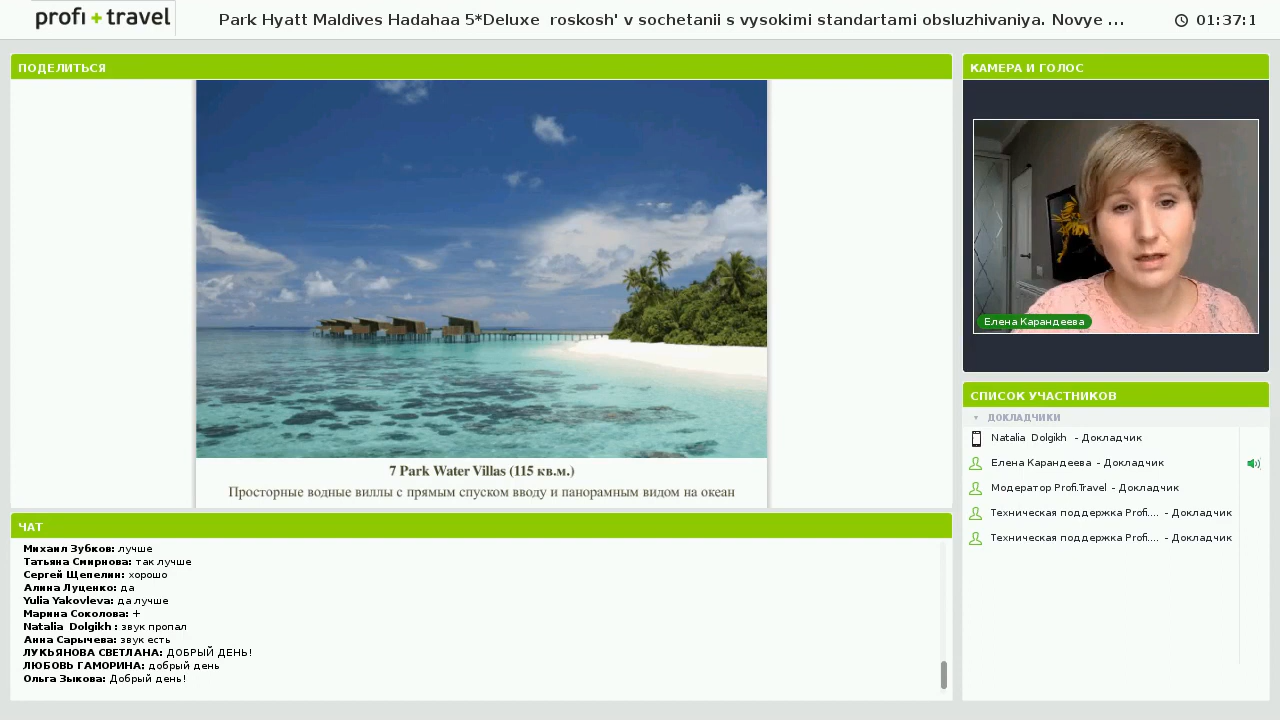 profi + travel
Park Hyatt Maldives Hadahaa 5*Deluxe roskosh' v sochetanii s vysokimi standartami obsluzhivaniya. Novye ...
01:37:1
ПОДЕЛИТЬСЯ
7 Park Water Villas (115 кв.м.)
Просторные водные виллы с прямым спуском вводу и панорамным видом на океан
КАМЕРА И ГОЛОС
Елена Карандеева
СПИСОК УЧАСТНИКОВ
ДОКЛАДЧИКИ
Natalia Dolgikh - Докладчик
Елена Карандеева - Докладчик
Модератор Profi.Travel - Докладчик
Техническая поддержка Profi.... - Докладчик
Техническая поддержка Profi.... - Докладчик
ЧАТ
Михаил Зубков: лучше
Татьяна Смирнова: так лучше
Сергей Щепелин: хорошо
Алина Луценко: да
Yulia Yakovleva: да лучше
Марина Соколова: +
Natalia Dolgikh : звук пропал
Анна Сарычева: звук есть
ЛУКЬЯНОВА СВЕТЛАНА: ДОБРЫЙ ДЕНЬ!
ЛЮБОВЬ ГАМОРИНА: добрый день
Ольга Зыкова: Добрый день!